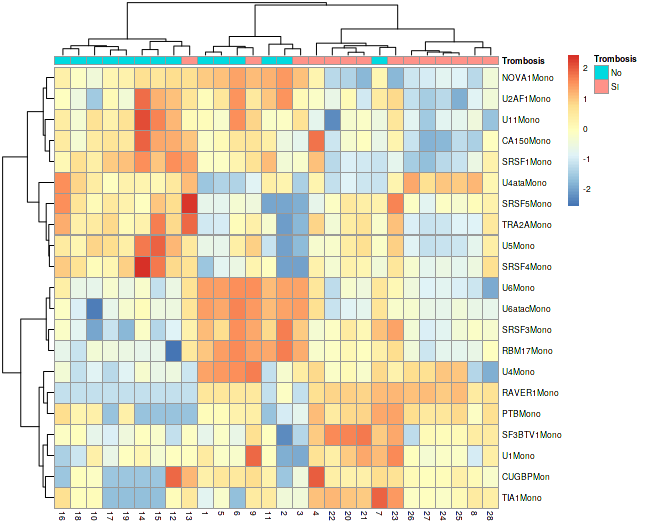 Trombosis
Trombosis
No
SI
2
1
0
-1
-2
NOVA1Mono
U2AF1Mono
U11Mono
CA150Mono
SRSF1Mono
U4ataMono
SRSF5Mono
TRA2AMono
U5Mono
SRSF4Mono
U6Mono
U6atacMono
SRSF3Mono
RBM17Mono
U4Mono
RAVER1Mono
PTBMono
SF3BTV1Mono
U1Mono
CUGBPMon
TIA1Mono
16 18 10 17 19 14 15 12 13 1 5 6 9 11 2 3 4 22 20 21 7 23 26 27 24 25 8 28